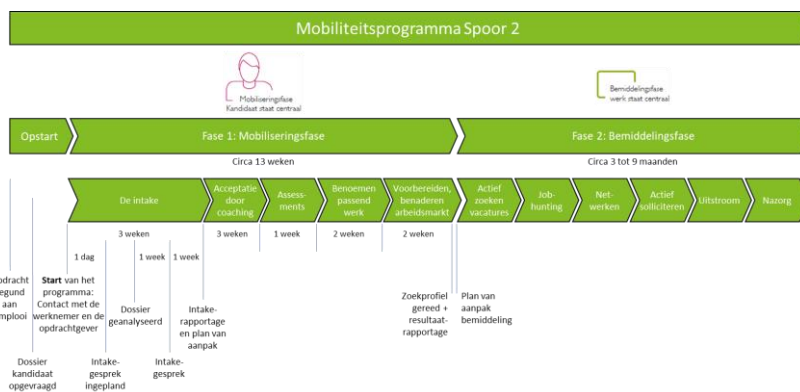 Mobiliteitsprogramma Spoor 2
Mobiliseringsfase
Kandidaat staat centraal
Bemiddelingsfase
werk staat centraal
Opstart
Fase 1: Mobiliseringsfase
Fase 2: Bemiddelingsfase
Circa 13 weken
Circa 3 tot 9 maanden
De intake
Acceptatie
door
coaching
Assess-
ments
Benoemen
passend
werk
Voorbereiden,
benaderen
arbeidsmarkt
Actief
zoeken
vacatures
Job-
hunting
Net-
werken
Actief
solliciteren
Uitstroom
Nazorg
3 weken
3 weken
1 week
2 weken
2 weken
1 dag
1 week
1 week
pdracht
egund
aan
mplooi
Start van het
programma:
Contact met de
werknemer en de
opdrachtgever
Dossier
geanalyseerd
Intake-
rapportage
en plan van
aanpak
Zoekprofiel
gereed +
resultaat-
rapportage
Plan van
aanpak
bemiddeling
Dossier
kandidaat
opgevraagd
Intake-
gesprek
ingepland
Intake-
gesprek